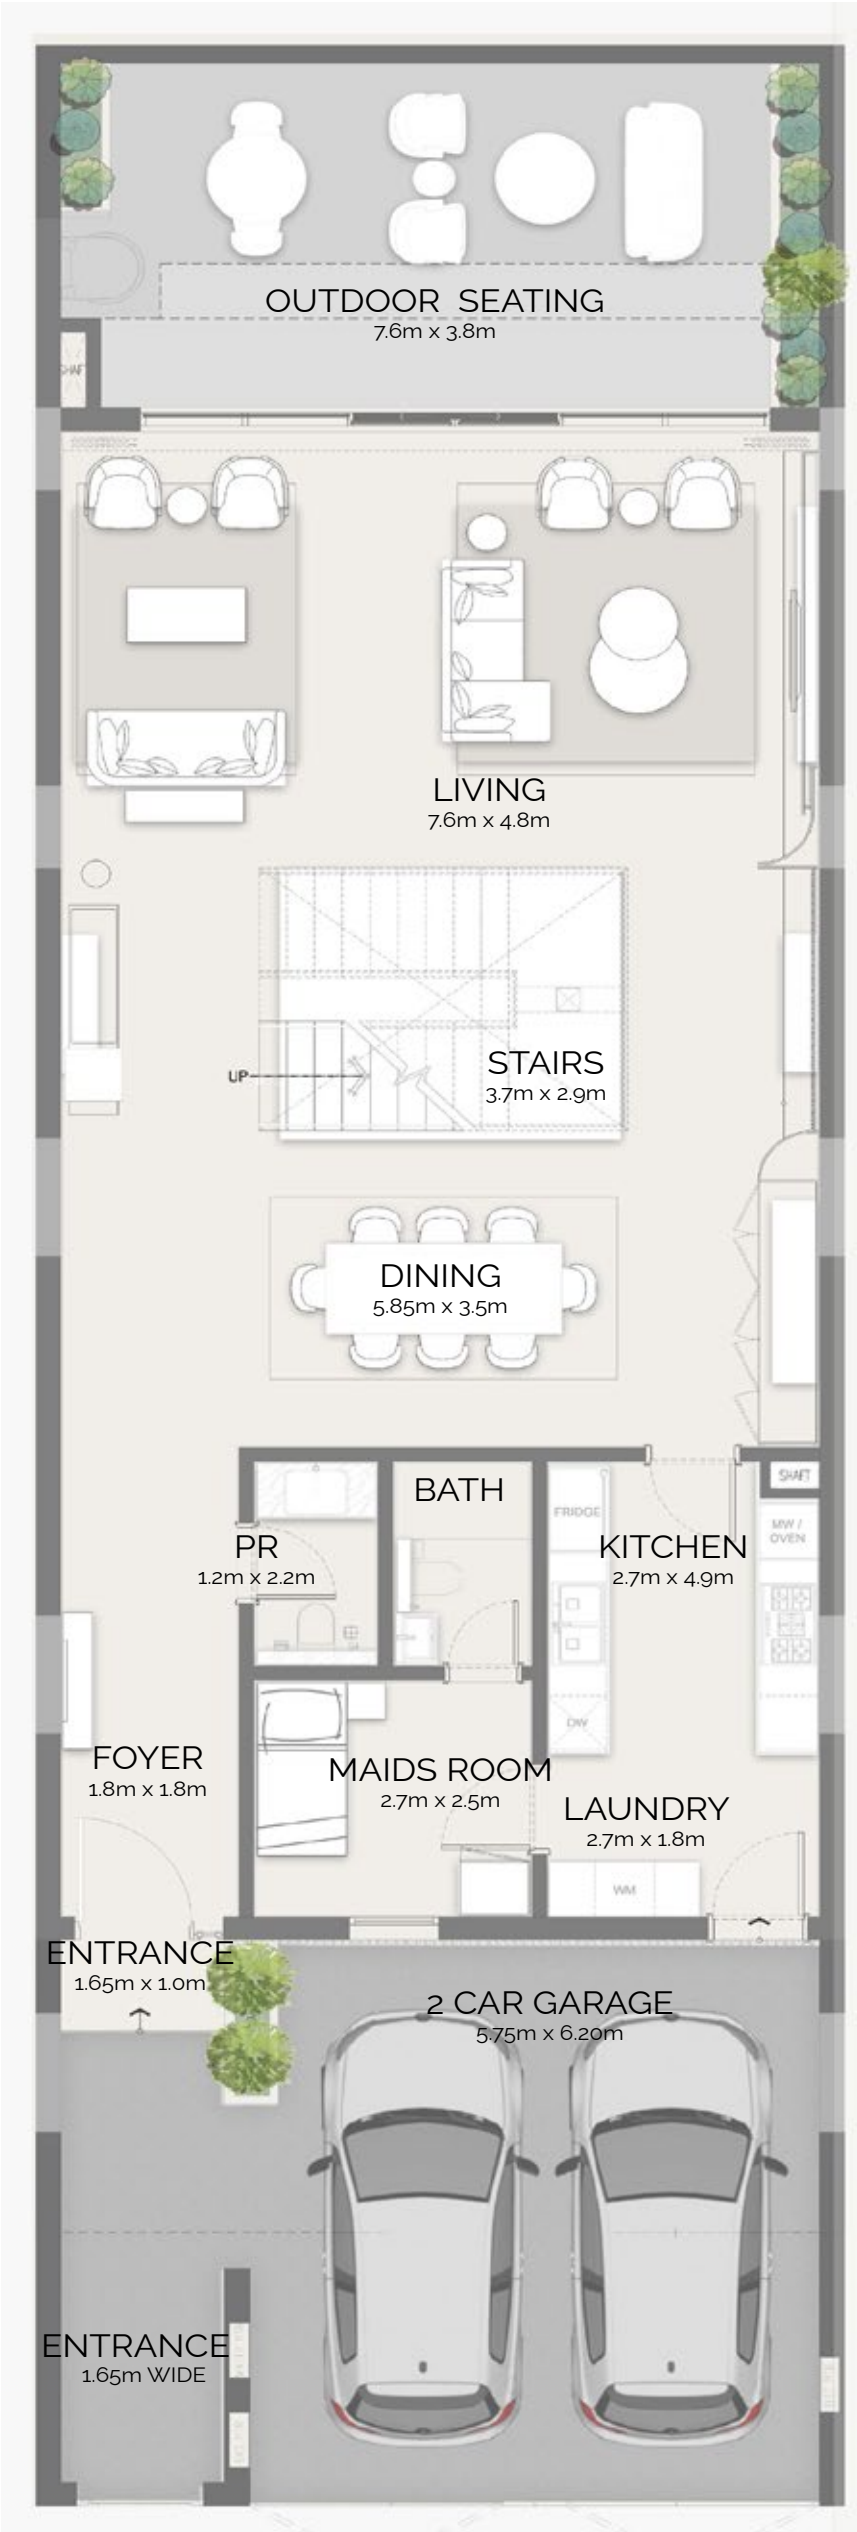 OUTDOOR SEATING
7.6m x 3.8m
LIVING
7.6m x 4.8m
UP
STAIRS
3.7m x 2.9m
DINING
5.85m x 3.5m
BATH
SHAFT
FRIDGE
MW / OVEN
PR
1.2m x 2.2m
KITCHEN
2.7m x 4.9m
DW
FOYER
1.8m x 1.8m
MAIDS ROOM
2.7m x 2.5m
LAUNDRY
2.7m x 1.8m
WM
ENTRANCE
1.65m x 1.0m
2 CAR GARAGE
5.75m x 6.20m
ENTRANCE
1.65m WIDE